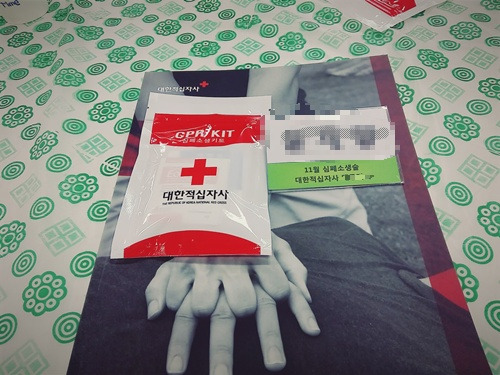 대한적십자사
CPR KIT
심폐소생키트
대한적십자사
THE REPUBLIC OF KOREA NATIONAL RED CROSS
11월 심폐소생술
대한적십자사